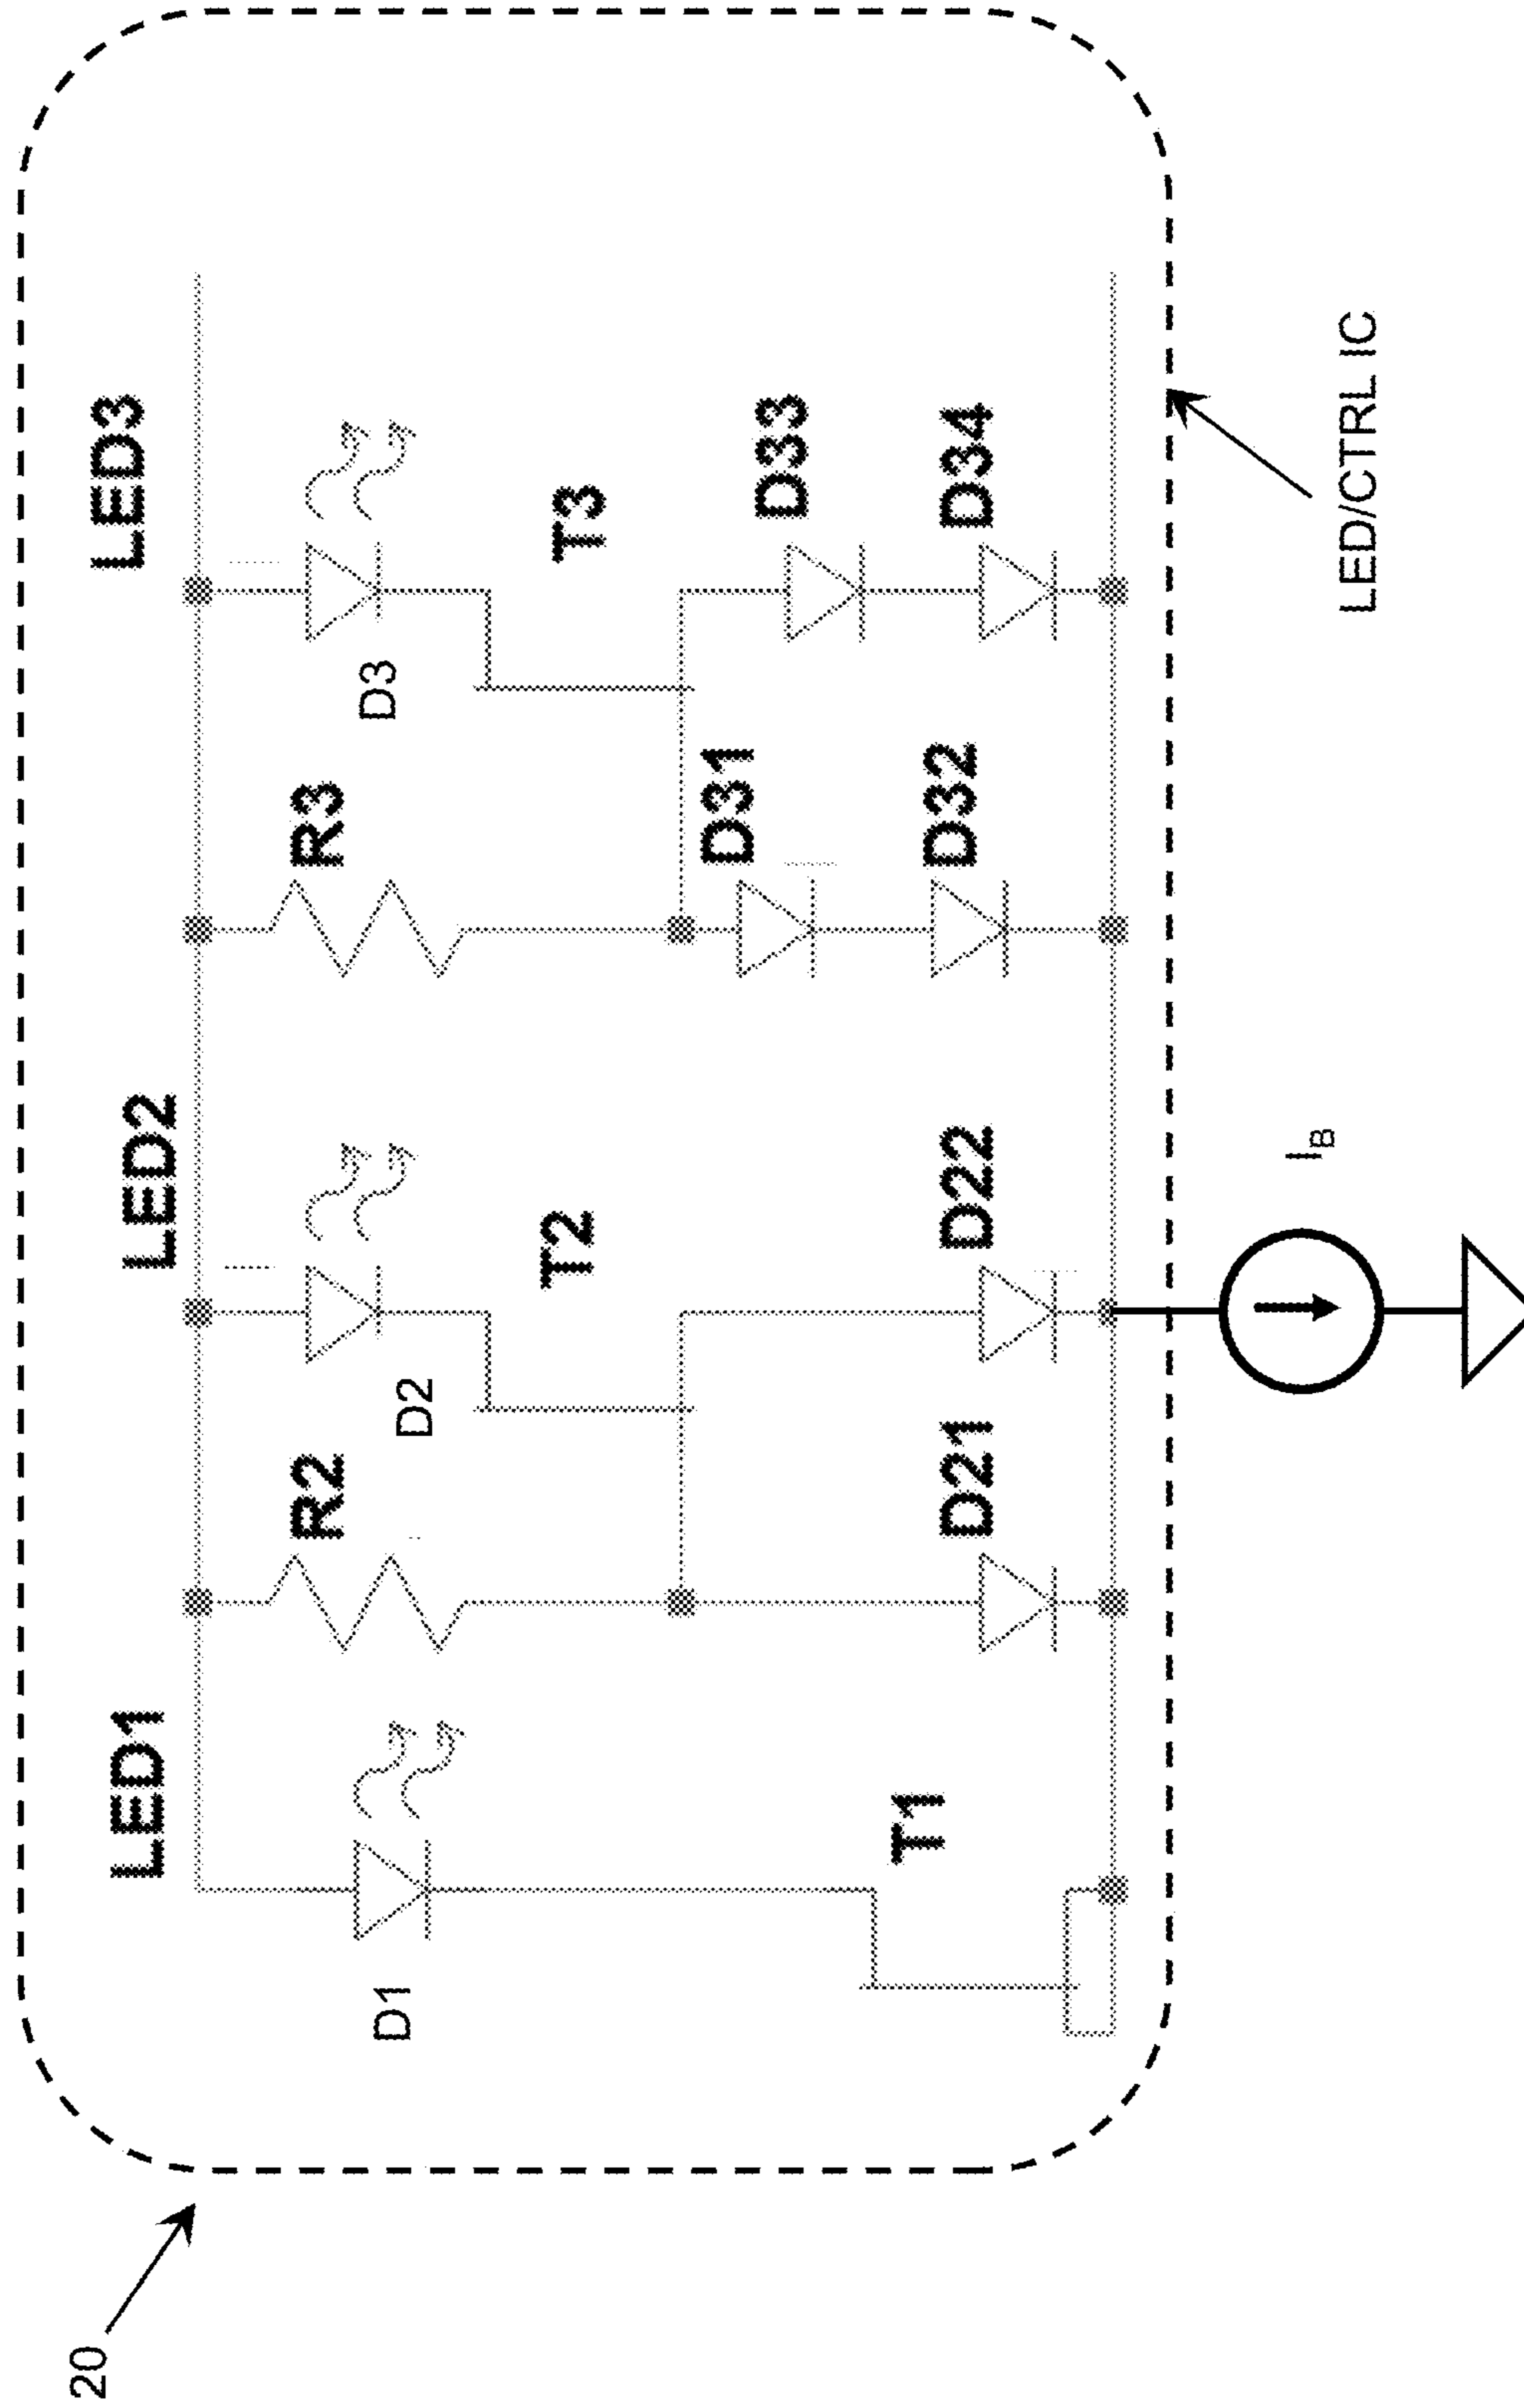 20
LED1
LED2
LED3
D1
R2
D2
R3
D3
T1
T2
T3
D21
D22
D31
D32
D33
D34
I_B
LED/CTRL IC